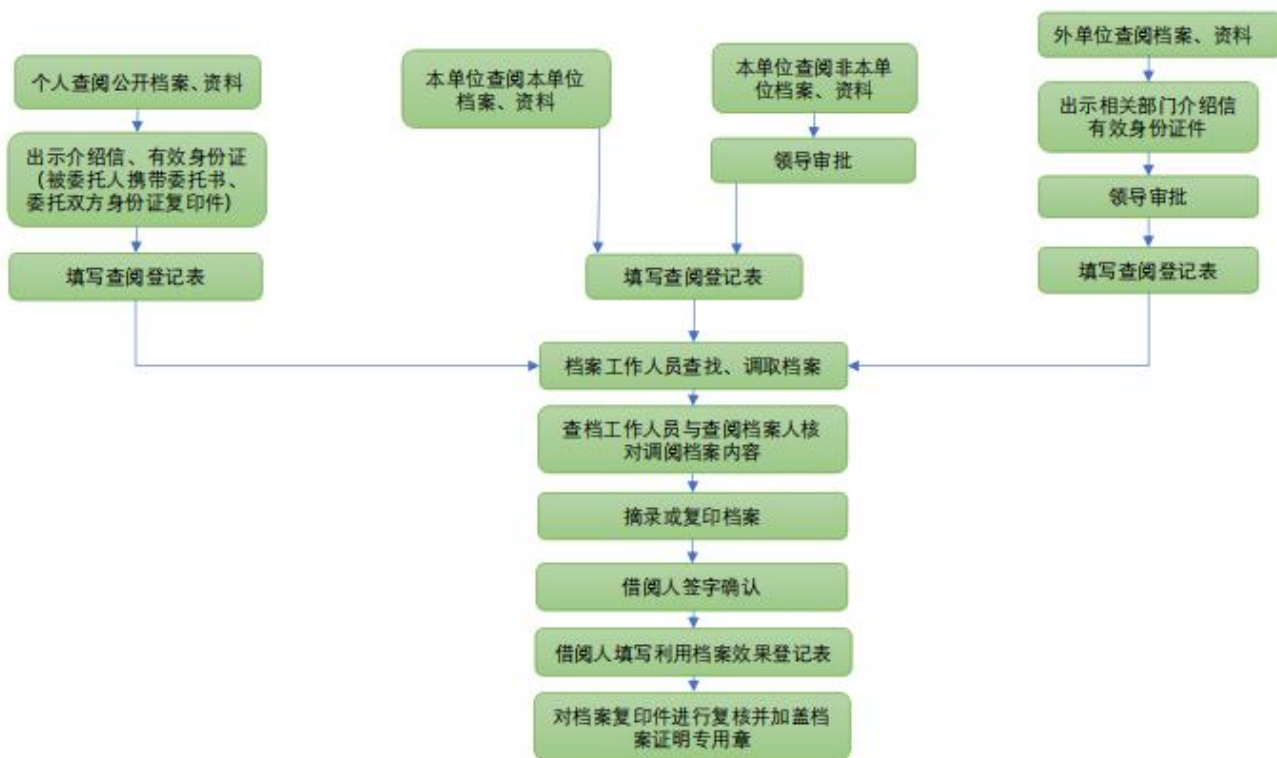 个人查阅公开档案、资料
出示介绍信、有效身份证
（被委托人携带委托书、
委托双方身份证复印件）
填写查阅登记表
本单位查阅本单位
档案、资料
本单位查阅非本单
位档案、资料
领导审批
填写查阅登记表
外单位查阅档案、资料
出示相关部门介绍信
有效身份证件
领导审批
填写查阅登记表
档案工作人员查找、调取档案
查档工作人员与查阅档案人核
对调阅档案内容
摘录或复印档案
借阅人签字确认
借阅人填写利用档案效果登记表
对档案复印件进行复核并加盖档
案证明专用章